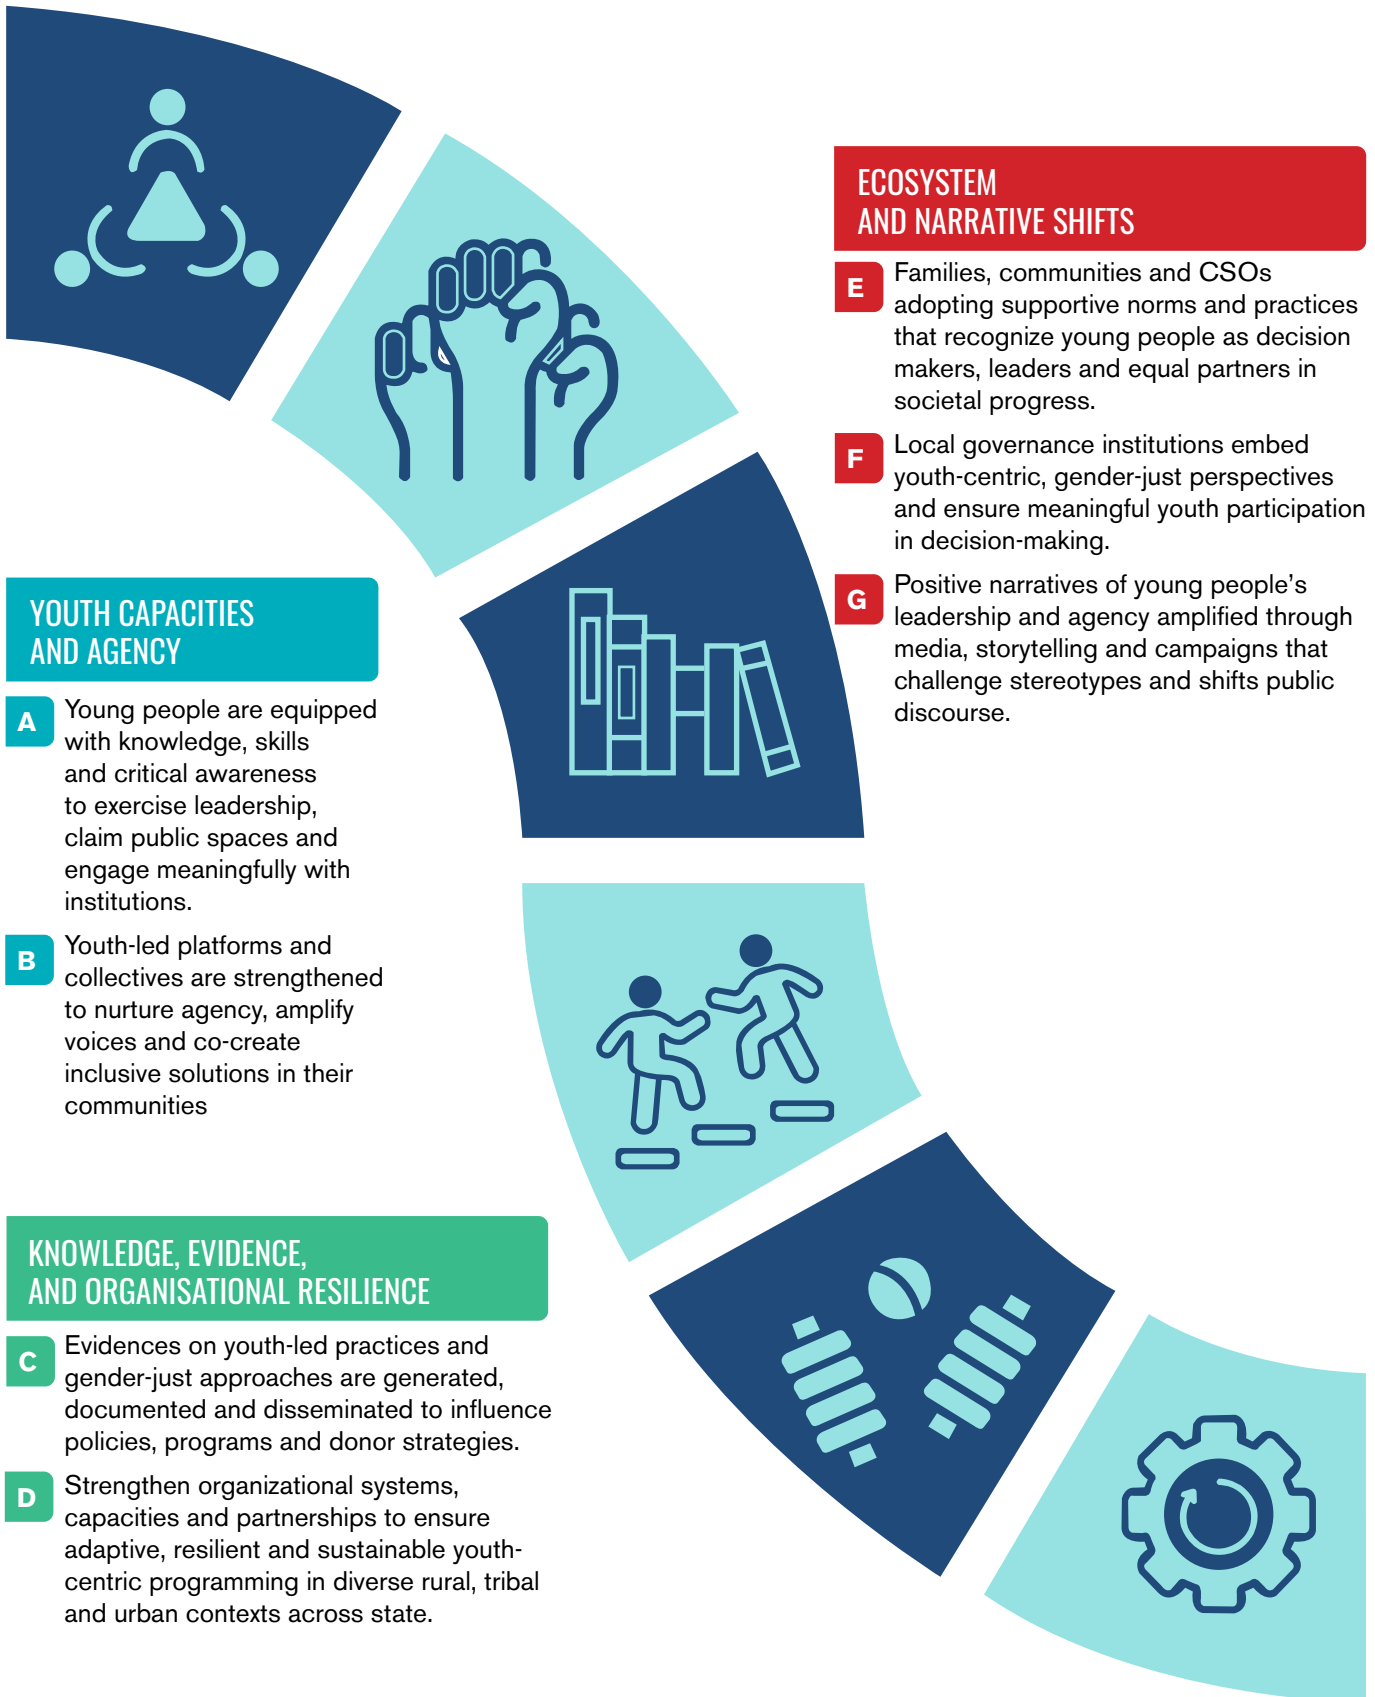 YOUTH CAPACITIES
AND AGENCY
A
Young people are equipped
with knowledge, skills
and critical awareness
to exercise leadership,
claim public spaces and
engage meaningfully with
institutions.
B
Youth-led platforms and
collectives are strengthened
to nurture agency, amplify
voices and co-create
inclusive solutions in their
communities
KNOWLEDGE, EVIDENCE,
AND ORGANISATIONAL RESILIENCE
C
Evidences on youth-led practices and
gender-just approaches are generated,
documented and disseminated to influence
policies, programs and donor strategies.
D
Strengthen organizational systems,
capacities and partnerships to ensure
adaptive, resilient and sustainable youth-
centric programming in diverse rural, tribal
and urban contexts across state.
ECOSYSTEM
AND NARRATIVE SHIFTS
E
Families, communities and CSOs
adopting supportive norms and practices
that recognize young people as decision
makers, leaders and equal partners in
societal progress.
F
Local governance institutions embed
youth-centric, gender-just perspectives
and ensure meaningful youth participation
in decision-making.
G
Positive narratives of young people’s
leadership and agency amplified through
media, storytelling and campaigns that
challenge stereotypes and shifts public
discourse.